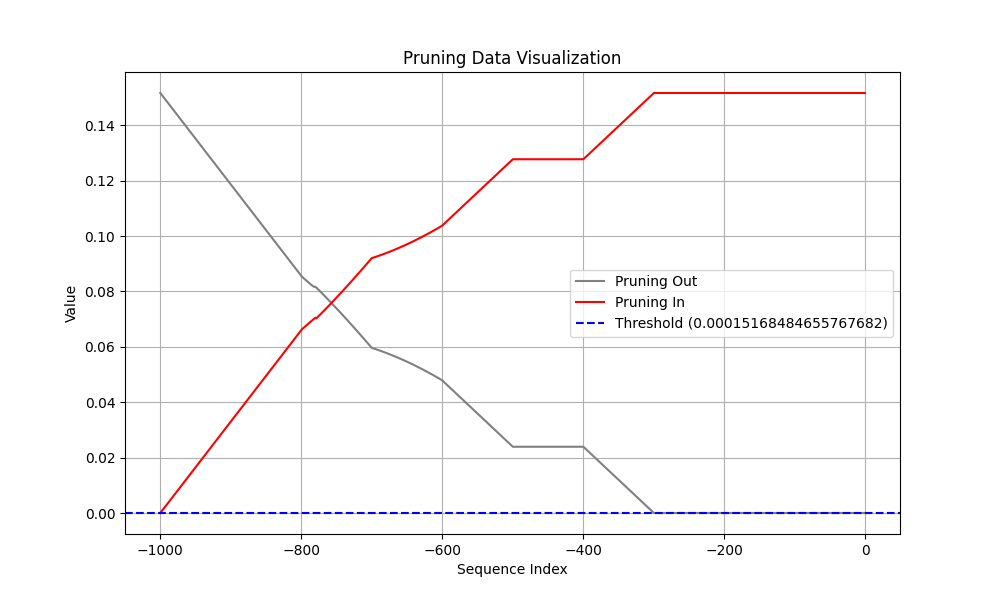 Pruning Data Visualization
Value
0.14
0.12
0.10
0.08
0.06
0.04
0.02
0.00
Pruning Out
Pruning In
Threshold (0.00015168484655767682)
−1000
−800
−600
−400
−200
0
Sequence Index